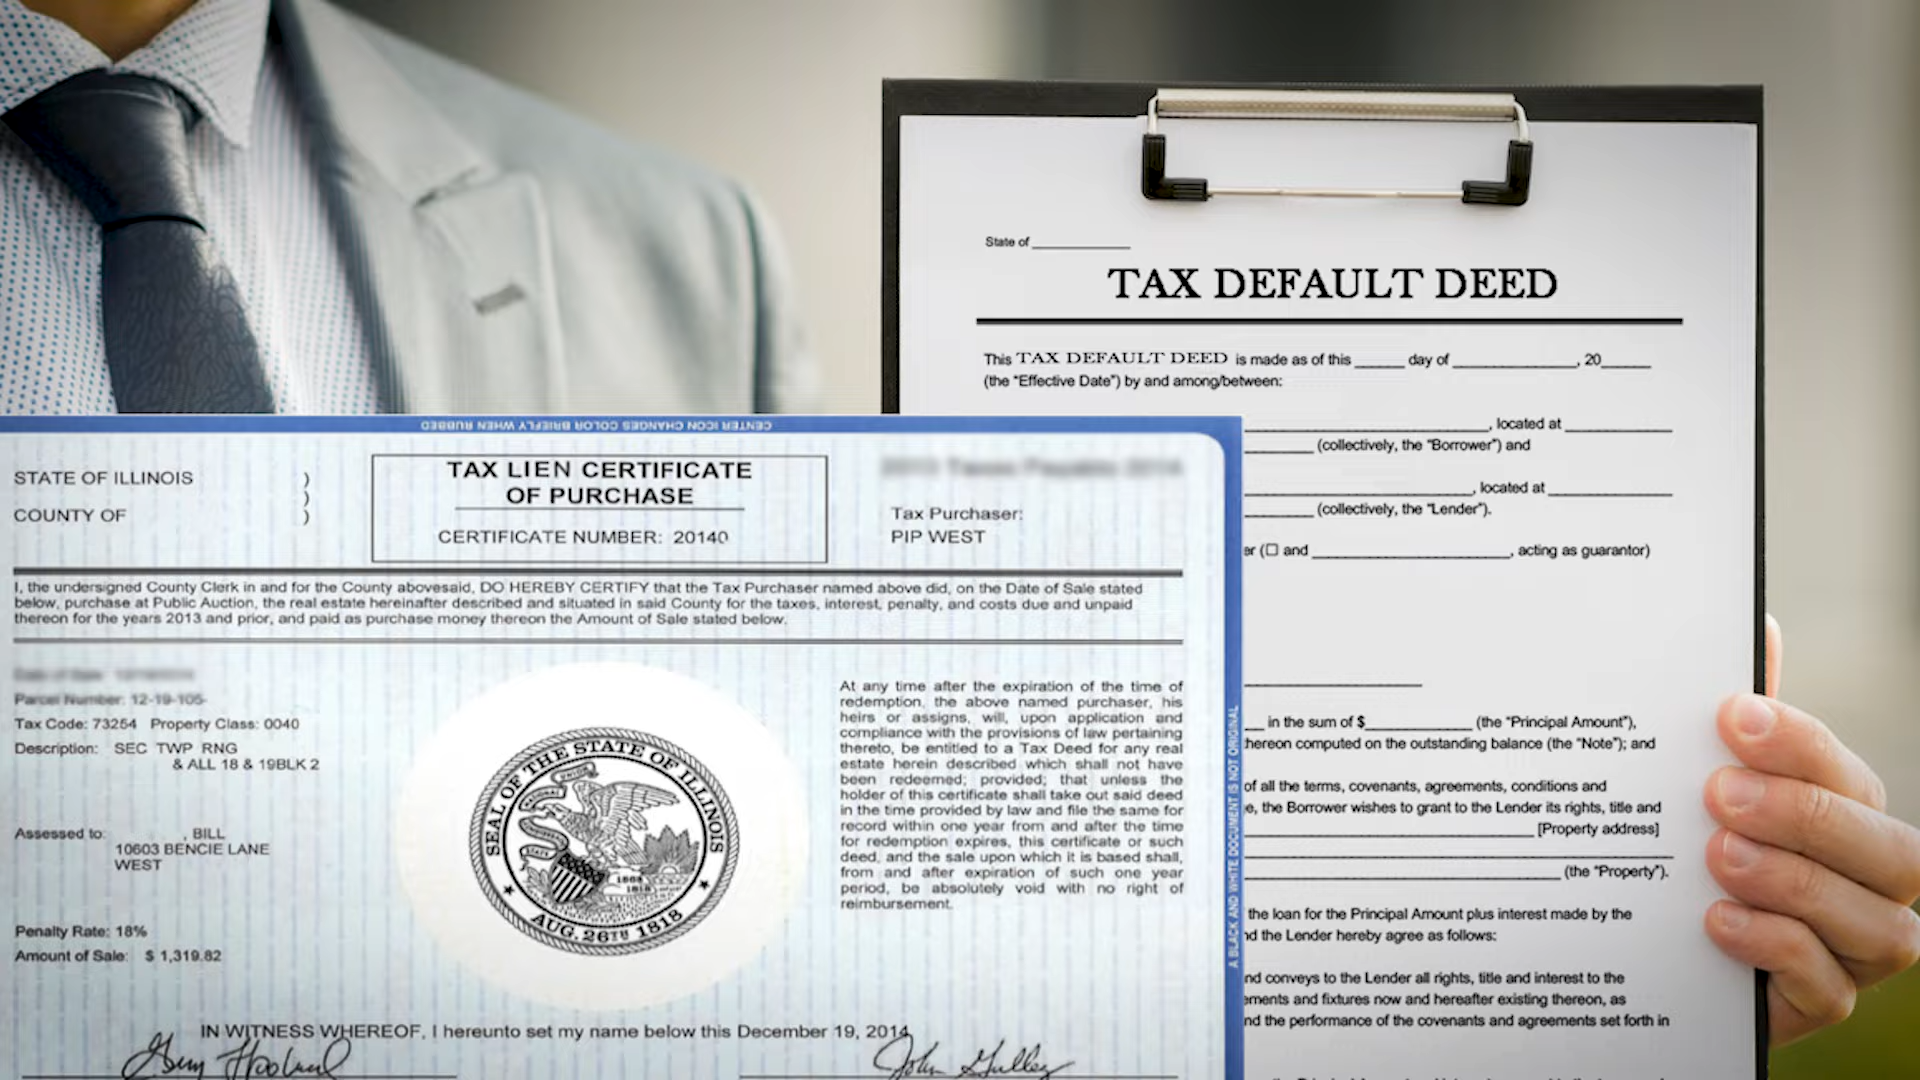 State of
TAX DEFAULT DEED
This TAX DEFAULT DEED is made as of this ______ day of ______________, 20______
(the “Effective Date”) by and among/between:
, located at
(collectively, the “Borrower”) and
, located at
(collectively, the “Lender”).
er (☐ and ______________, acting as guarantor)
in the sum of $______________ (the “Principal Amount”),
hereon computed on the outstanding balance (the “Note”); and
of all the terms, covenants, agreements, conditions and
e, the Borrower wishes to grant to the Lender its rights, title and
[Property address]
(the “Property”).
the loan for the Principal Amount plus interest made by the
nd the Lender hereby agree as follows:
nd conveys to the Lender all rights, title and interest to the
ements and fixtures now and hereafter existing thereon, as
nd the performance of the covenants and agreements set forth in
CENTER ICON CHANGES COLOR BRIEFLY WHEN RUBBED
STATE OF ILLINOIS )
)
COUNTY OF )
TAX LIEN CERTIFICATE
OF PURCHASE
CERTIFICATE NUMBER: 20140
Tax Purchaser:
PIP WEST
I, the undersigned County Clerk in and for the County abovesaid, DO HEREBY CERTIFY that the Tax Purchaser named above did, on the Date of Sale stated
below, purchase at Public Auction, the real estate hereinafter described and situated in said County for the taxes, interest, penalty, and costs due and unpaid
thereon for the years 2013 and prior, and paid as purchase money thereon the Amount of Sale stated below.
Parcel Number: 12-19-105-
Tax Code: 73254 Property Class: 0040
Description: SEC TWP RNG
& ALL 18 & 19BLK 2
Assessed to: , BILL
10603 BENCIE LANE
WEST
Penalty Rate: 18%
Amount of Sale: $ 1,319.82
SEAL OF THE STATE OF ILLINOIS
UNION
STATE
1868
1818
AUG. 26TH 1818
At any time after the expiration of the time of
redemption, the above named purchaser, his
heirs or assigns, will, upon application and
compliance with the provisions of law pertaining
thereto, be entitled to a Tax Deed for any real
estate herein described which shall not have
been redeemed; provided; that unless the
holder of this certificate shall take out said deed
in the time provided by law and file the same for
record within one year from and after the time
for redemption expires, this certificate or such
deed, and the sale upon which it is based shall,
from and after expiration of such one year
period, be absolutely void with no right of
reimbursement.
A BLACK AND WHITE DOCUMENT IS NOT ORIGINAL
IN WITNESS WHEREOF, I hereunto set my name below this December 19, 2014